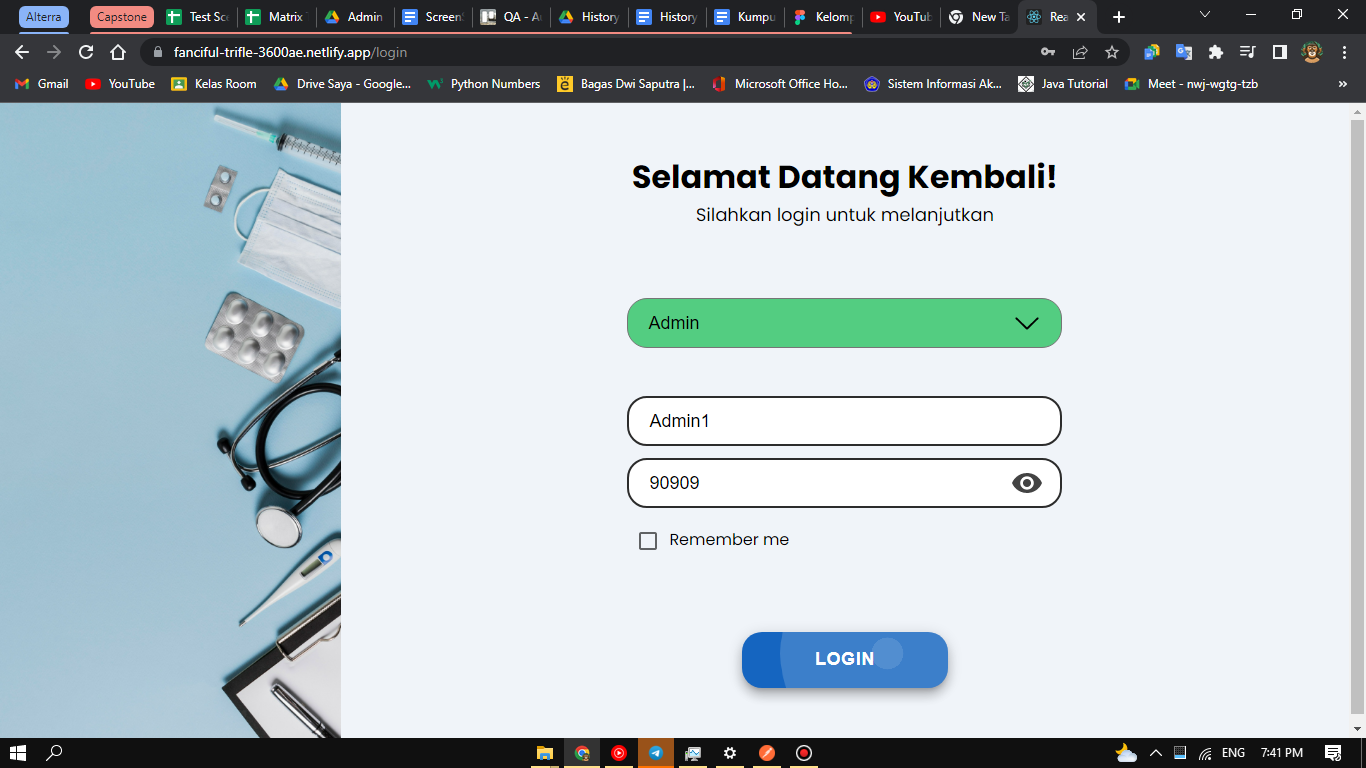 Alterra
Capstone
Test Sce
Matrix
Admin
Screen
QA - A
History
History
Kumpu
Kelomp
YouTub
New Ta
Rea
fanciful-trifle-3600ae.netlify.app/login
Gmail
YouTube
Kelas Room
Drive Saya - Google...
Python Numbers
Bagas Dwi Saputra |...
Microsoft Office Ho...
Sistem Informasi Ak...
Java Tutorial
Meet - nwj-wgtg-tzb
»
Selamat Datang Kembali!
Silahkan login untuk melanjutkan
Admin
Admin1
90909
Remember me
LOGIN
ENG
7:41 PM